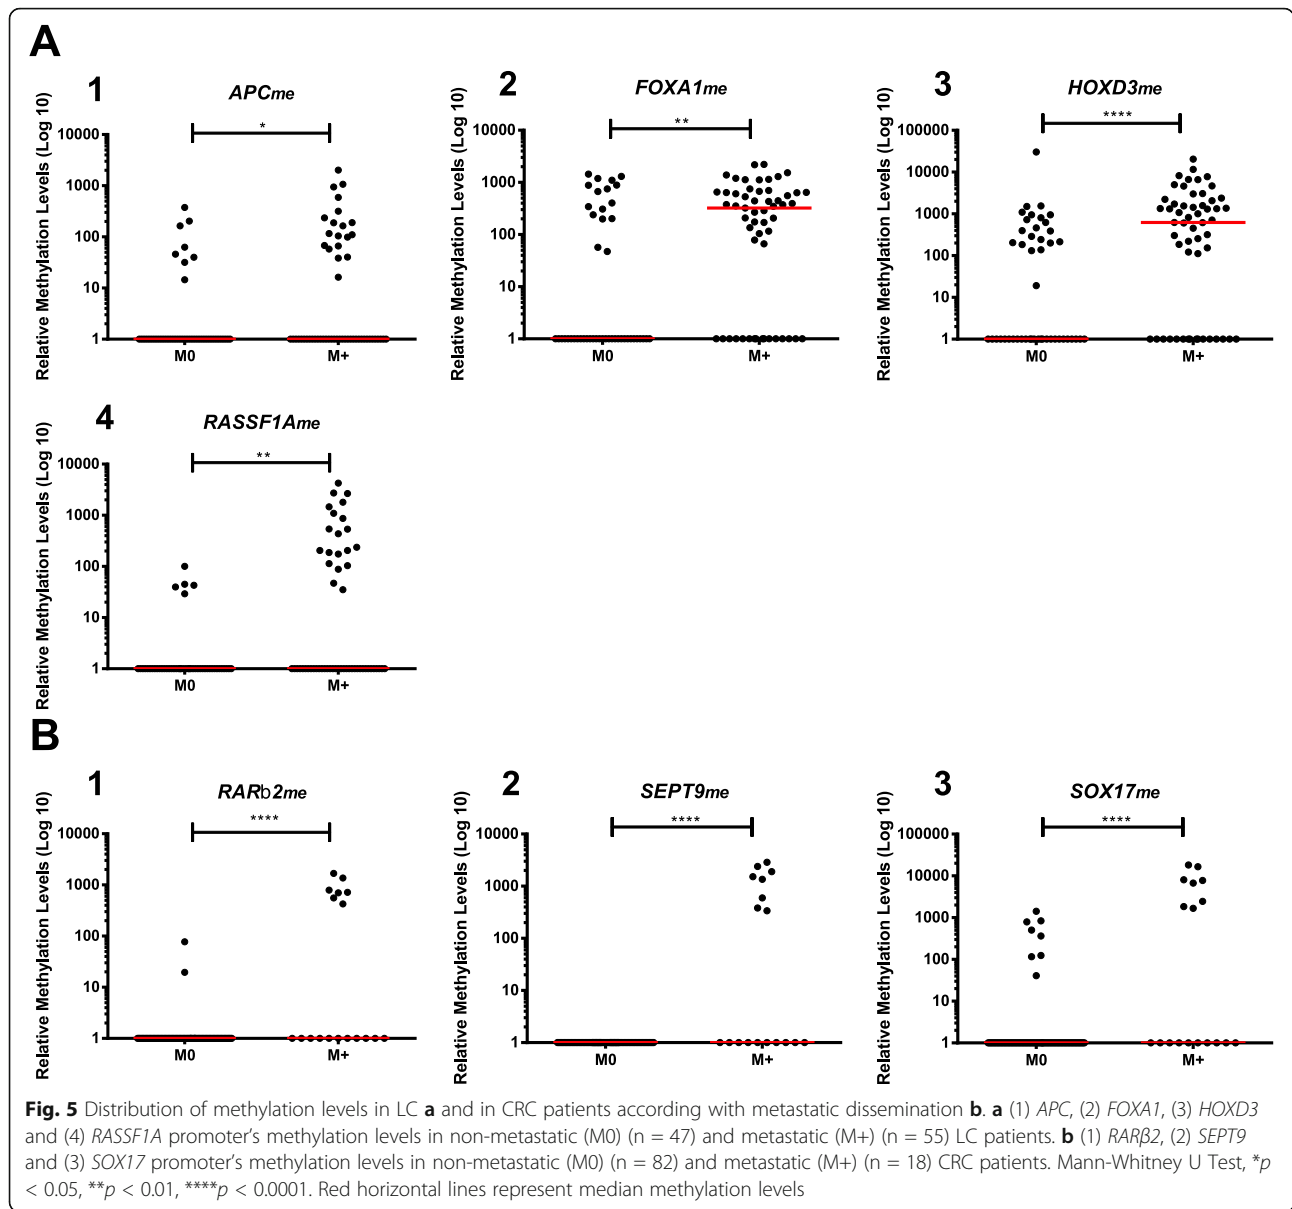 A
1
APCme
Relative Methylation Levels (Log 10)
*
10000
1000
100
10
1
M0
M+
2
FOXA1me
Relative Methylation Levels (Log 10)
**
10000
1000
100
10
1
M0
M+
3
HOXD3me
Relative Methylation Levels (Log 10)
****
100000
10000
1000
100
10
1
M0
M+
4
RASSF1Ame
Relative Methylation Levels (Log 10)
**
10000
1000
100
10
1
M0
M+
B
1
RARb2me
Relative Methylation Levels (Log 10)
****
10000
1000
100
10
1
M0
M+
2
SEPT9me
Relative Methylation Levels (Log 10)
****
10000
1000
100
10
1
M0
M+
3
SOX17me
Relative Methylation Levels (Log 10)
****
100000
10000
1000
100
10
1
M0
M+
Fig. 5 Distribution of methylation levels in LC a and in CRC patients according with metastatic dissemination b. a (1) APC, (2) FOXA1, (3) HOXD3
and (4) RASSF1A promoter's methylation levels in non-metastatic (M0) (n = 47) and metastatic (M+) (n = 55) LC patients. b (1) RARβ2, (2) SEPT9
and (3) SOX17 promoter's methylation levels in non-metastatic (M0) (n = 82) and metastatic (M+) (n = 18) CRC patients. Mann-Whitney U Test, *p
< 0.05, **p < 0.01, ****p < 0.0001. Red horizontal lines represent median methylation levels